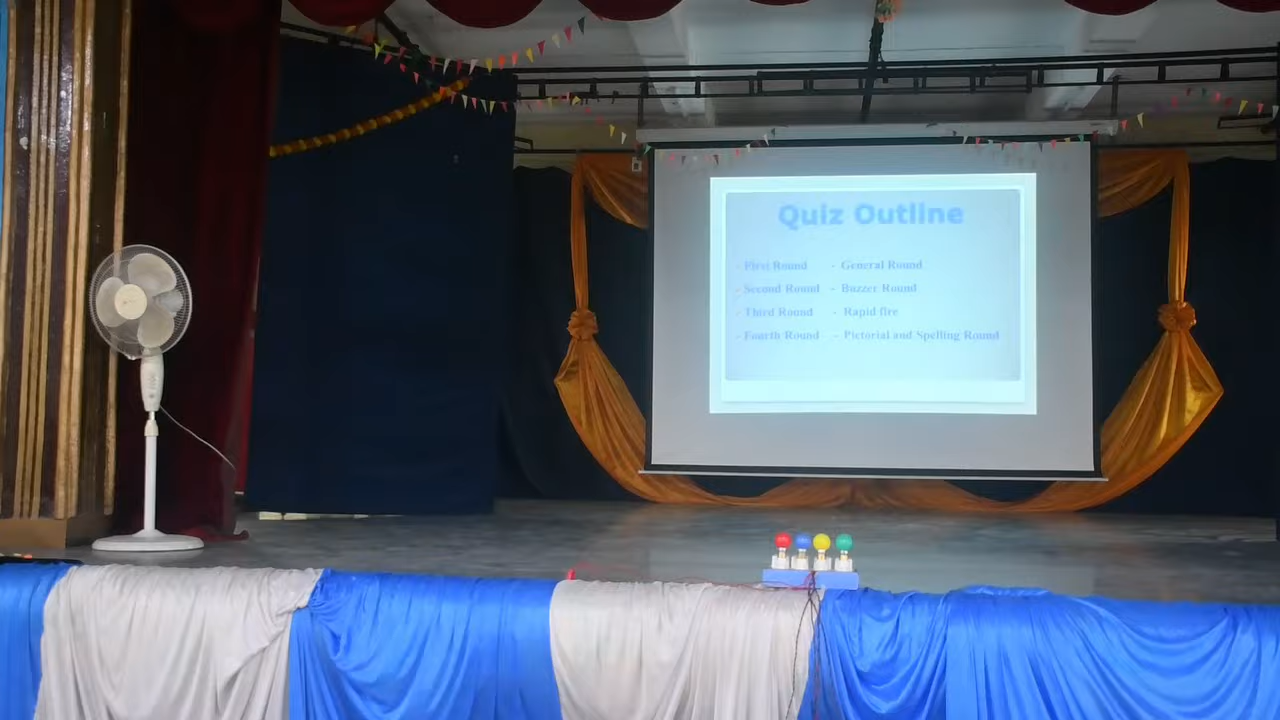 Quiz Outline
First Round - General Round
Second Round - Buzzer Round
Third Round - Rapid fire
Fourth Round - Pictorial and Spelling Round